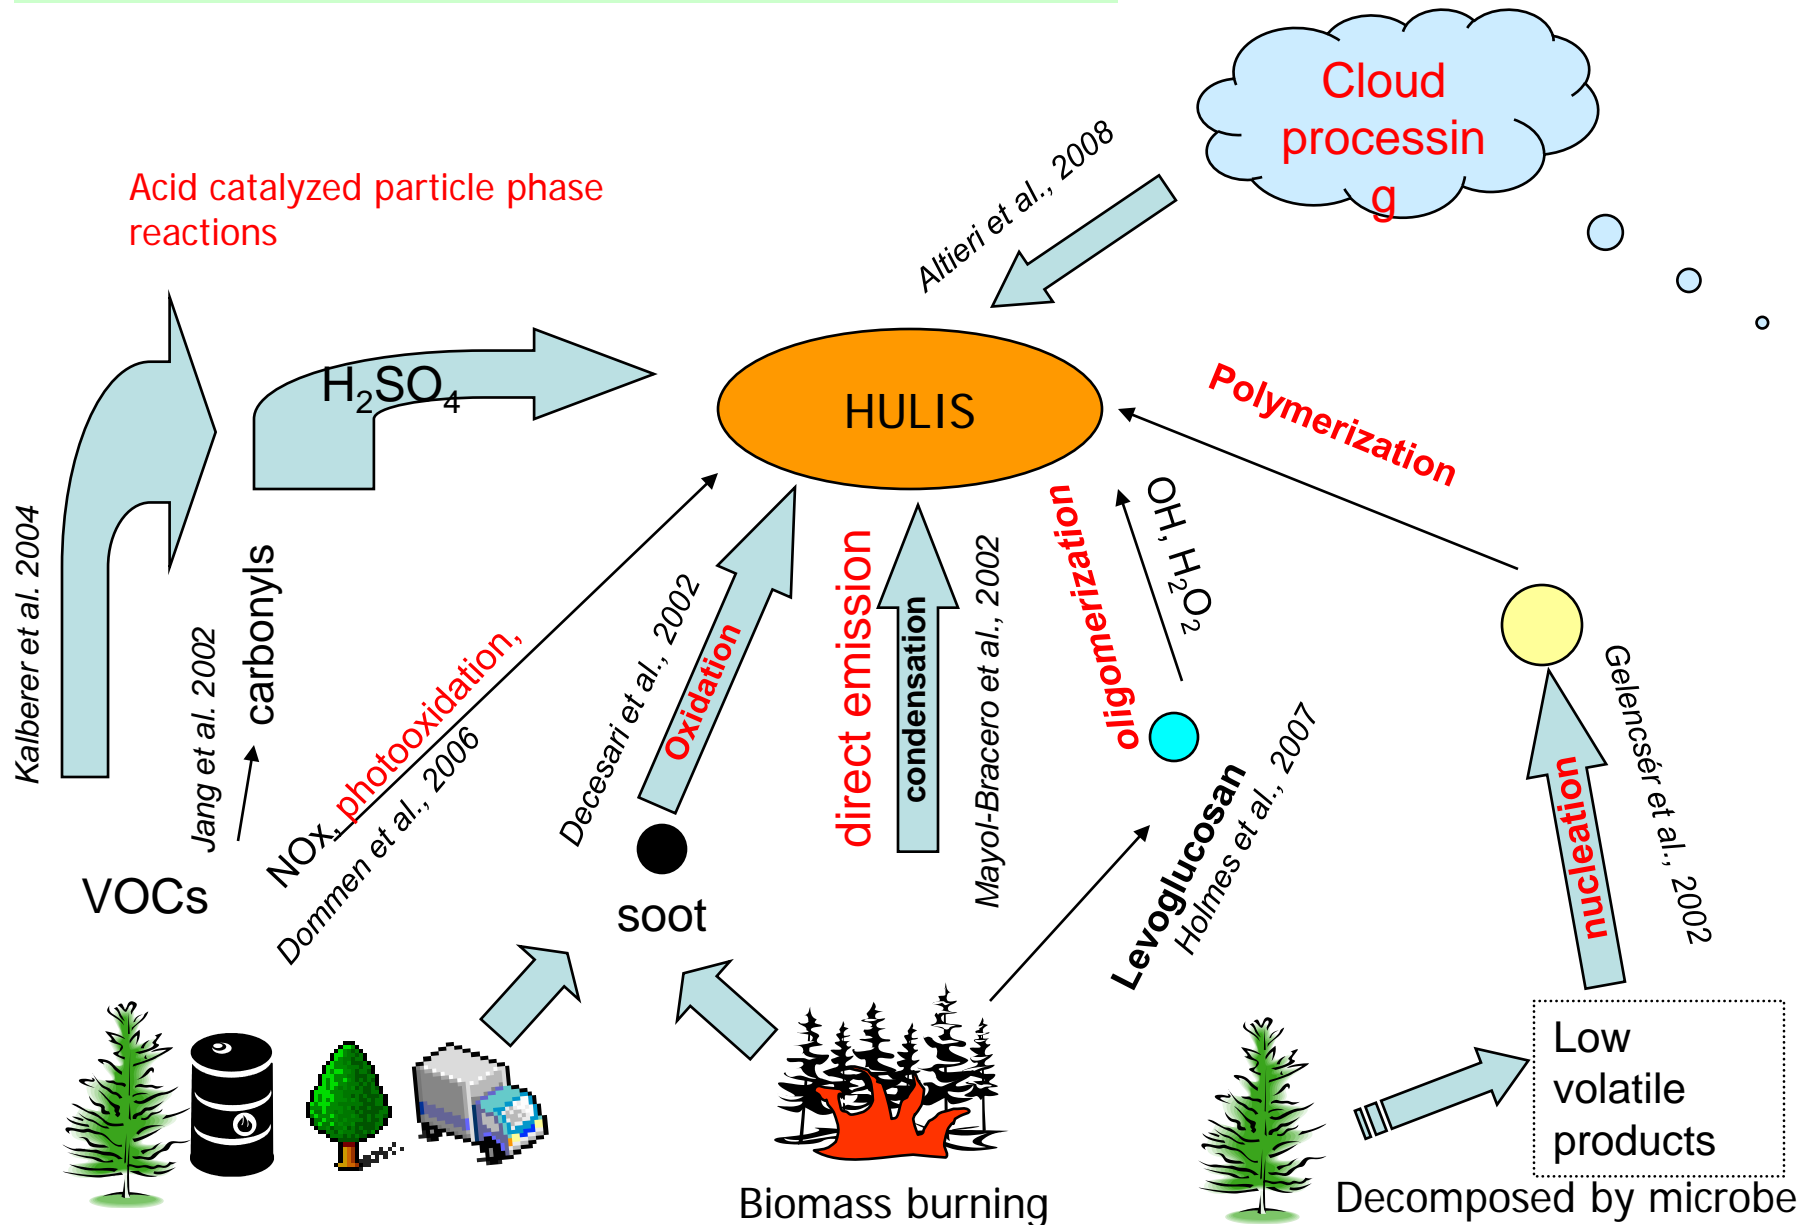 Cloud
processin
g
Acid catalyzed particle phase
reactions
Altieri et al., 2008
H₂SO₄
HULIS
Polymerization
Kalberer et al. 2004
Jang et al. 2002
carbonyls
NOx, photooxidation,
Dommen et al., 2006
Decesari et al., 2002
Oxidation
direct emission
condensation
Mayol-Bracero et al., 2002
oligomerization
OH, H₂O₂
Levoglucosan
Holmes et al., 2007
nucleation
Gelencsér et al., 2002
VOCs
soot
Low
volatile
products
Biomass burning
Decomposed by microbe